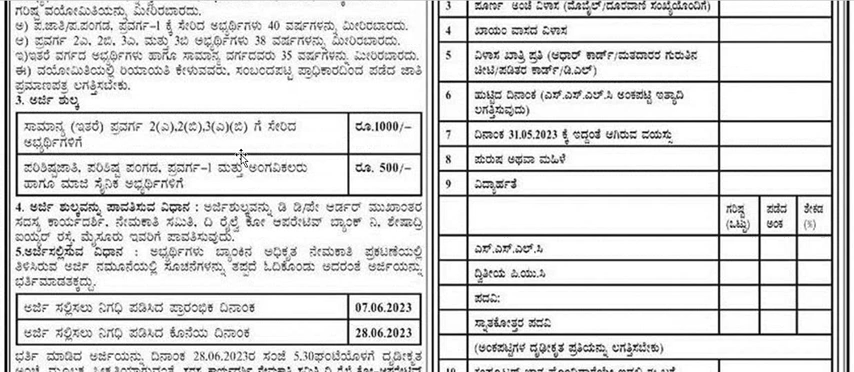 ಗರಿಷ್ಠ ವಯೋಮಿತಿಯನ್ನು ಮೀರಿರಬಾರದು.
ಅ) ಪ.ಜಾತಿ/ಪ.ಪಂಗಡ, ಪ್ರವರ್ಗ-1 ಕ್ಕೆ ಸೇರಿದ ಅಭ್ಯರ್ಥಿಗಳು 40 ವರ್ಷಗಳನ್ನು ಮೀರಿರಬಾರದು.
ಆ) ಪ್ರವರ್ಗ 2ಎ, 2ಬಿ, 3ಎ, ಮತ್ತು 3ಬಿ ಅಭ್ಯರ್ಥಿಗಳು 38 ವರ್ಷಗಳನ್ನು ಮೀರಿರಬಾರದು.
ಇ)ಇತರೆ ವರ್ಗದ ಅಭ್ಯರ್ಥಿಗಳು ಹಾಗೂ ಸಾಮಾನ್ಯ ವರ್ಗದವರು 35 ವರ್ಷಗಳನ್ನು ಮೀರಿರಬಾರದು.
ಈ) ವಯೋಮಿತಿಯಲ್ಲಿ ರಿಯಾಯತಿ ಕೇಳುವವರು, ಸಂಬಂದಪಟ್ಟ ಪ್ರಾಧಿಕಾರದಿಂದ ಪಡೆದ ಜಾತಿ
ಪ್ರಮಾಣಪತ್ರ ಲಗತ್ತಿಸಬೇಕು.
3. ಅರ್ಜಿ ಶುಲ್ಕ
ಸಾಮಾನ್ಯ (ಇತರೆ) ಪ್ರವರ್ಗ 2(ಎ),2(ಬಿ),3(ಎ)(ಬಿ) ಗೆ ಸೇರಿದ
ಅಭ್ಯರ್ಥಿಗಳಿಗೆ
ರೂ.1000/-
ಪರಿಶಿಷ್ಟಜಾತಿ, ಪರಿಶಿಷ್ಟ ಪಂಗಡ, ಪ್ರವರ್ಗ-1 ಮತ್ತು ಅಂಗವಿಕಲರು
ಹಾಗೂ ಮಾಜಿ ಸೈನಿಕ ಅಭ್ಯರ್ಥಿಗಳಿಗೆ
ರೂ. 500/-
4. ಅರ್ಜಿ ಶುಲ್ಕವನ್ನು ಪಾವತಿಸುವ ವಿಧಾನ : ಅರ್ಜಿಶುಲ್ಕವನ್ನು ಡಿ ಡಿ/ಪೇ ಆರ್ಡರ್ ಮುಖಾಂತರ
ಸದಸ್ಯ ಕಾರ್ಯದರ್ಶಿ, ನೇಮಕಾತಿ ಸಮಿತಿ, ದಿ ರೈಲ್ವೆ ಕೋ ಆಪರೇಟಿವ್ ಬ್ಯಾಂಕ್ ನಿ, ಶೇಷಾದ್ರಿ
ಐಯ್ಯರ್ ರಸ್ತೆ, ಮೈಸೂರು ಇವರಿಗೆ ಪಾವತಿಸುವುದು.
5.ಅರ್ಜಿಸಲ್ಲಿಸುವ ವಿಧಾನ : ಅಭ್ಯರ್ಥಿಗಳು ಬ್ಯಾಂಕಿನ ಅಧಿಕೃತ ನೇಮಕಾತಿ ಪ್ರಕಟಣೆಯಲ್ಲಿ
ತಿಳಿಸಿರುವ ಅರ್ಜಿ ನಮೂನೆಯಲ್ಲಿ ಸೂಚನೆಗಳನ್ನು ತಪ್ಪದೆ ಓದಿಕೊಂಡು ಅದರಂತೆ ಅರ್ಜಿಯನ್ನು
ಭರ್ತಿಮಾಡತಕ್ಕದ್ದು.
ಅರ್ಜಿ ಸಲ್ಲಿಸಲು ನಿಗಧಿ ಪಡಿಸಿದ ಪ್ರಾರಂಭಿಕ ದಿನಾಂಕ
07.06.2023
ಅರ್ಜಿ ಸಲ್ಲಿಸಲು ನಿಗಧಿ ಪಡಿಸಿದ ಕೊನೆಯ ದಿನಾಂಕ
28.06.2023
ಭರ್ತಿ ಮಾಡಿದ ಅರ್ಜಿಯನ್ನು ದಿನಾಂಕ 28.06.2023ರ ಸಂಜೆ 5.30ಘಂಟೆಯೊಳಗೆ ದೃಢೀಕೃತ
3 ಪೂರ್ಣ ಅಂಚೆ ವಿಳಾಸ (ಮೊಬೈಲ್/ದೂರವಾಣಿ ಸಂಖ್ಯೆಯೊಂದಿಗೆ)
4 ಖಾಯಂ ವಾಸದ ವಿಳಾಸ
5 ವಿಳಾಸ ಖಾತ್ರಿ ಪ್ರತಿ (ಆಧಾರ್ ಕಾರ್ಡ್/ಮತದಾರರ ಗುರುತಿನ
ಚೀಟಿ/ಪಡಿತರ ಕಾರ್ಡ್/ಡಿ.ಎಲ್)
6 ಹುಟ್ಟಿದ ದಿನಾಂಕ (ಎಸ್.ಎಸ್.ಎಲ್.ಸಿ ಅಂಕಪಟ್ಟಿ ಇತ್ಯಾದಿ
ಲಗತ್ತಿಸುವುದು)
7 ದಿನಾಂಕ 31.05.2023 ಕ್ಕೆ ಇದ್ದಂತೆ ಆಗಿರುವ ವಯಸ್ಸು
8 ಪುರುಷ ಅಥವಾ ಮಹಿಳೆ
9 ವಿದ್ಯಾರ್ಹತೆ
ಗರಿಷ್ಟ ಪಡೆದ ಶೇಕಡ
(ಒಟ್ಟು) ಅಂಕ (%)
ಎಸ್.ಎಸ್.ಎಲ್.ಸಿ
ದ್ವಿತೀಯ ಪಿ.ಯು.ಸಿ
ಪದವಿ:
ಸ್ನಾತಕೋತ್ತರ ಪದವಿ
(ಅಂಕಪಟ್ಟಿಗಳ ದೃಢೀಕೃತ ಪ್ರತಿಯನ್ನು ಲಗತ್ತಿಸಬೇಕು)
10